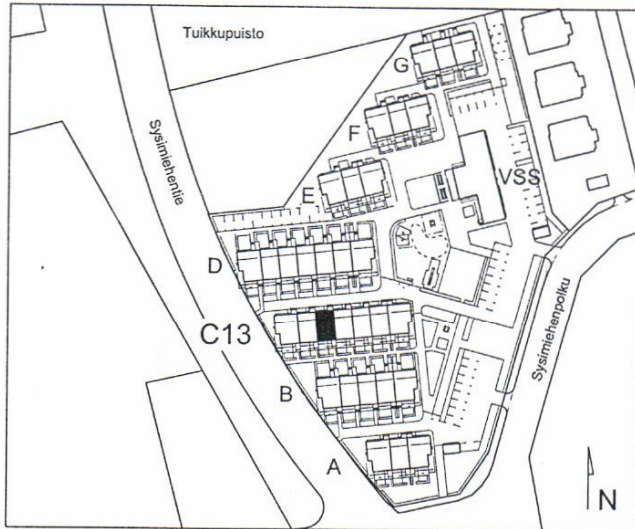 Tuikkupuisto
G
F
Sysimiehentie
VSS
E
D
C13
Sysimiehenpolku
B
A
N